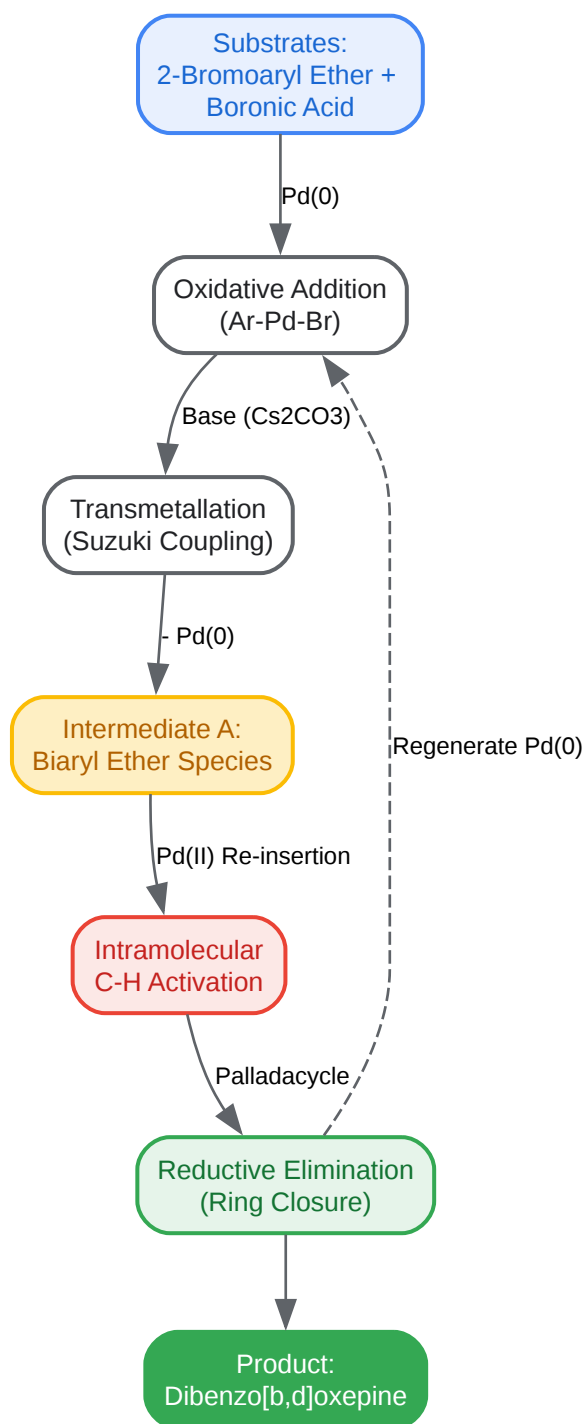 Substrates:
2-Bromoaryl Ether +
Boronic Acid
Pd(0)
Oxidative Addition
(Ar-Pd-Br)
Base (Cs2CO3)
Transmetallation
(Suzuki Coupling)
- Pd(0)
Intermediate A:
Biaryl Ether Species
Regenerate Pd(0)
Pd(II) Re-insertion
Intramolecular
C-H Activation
Palladacycle
Reductive Elimination
(Ring Closure)
Product:
Dibenzo[b,d]oxepine